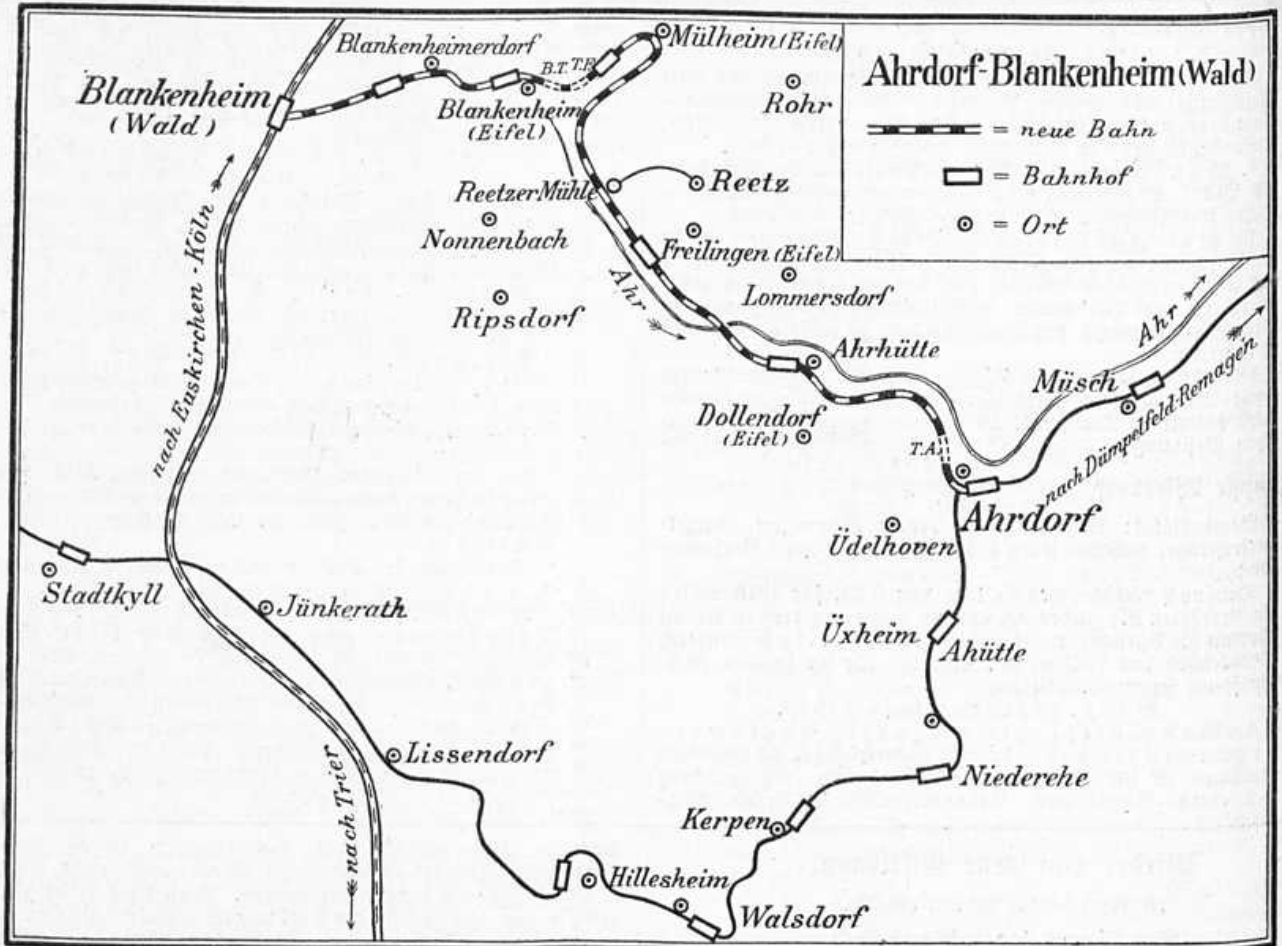 Ahrdorf-Blankenheim(Wald)
= neue Bahn
= Bahnhof
= Ort
Blankenheimerdorf
Mülheim (Eifel)
B.T.
Blankenheim
(Wald)
Blankenheim
(Eifel)
Rohr
Reetzer Mühle
Reetz
Nonnenbach
Freilingen (Eifel)
Ahr
Lommersdorf
Ripsdorf
nach Euskirchen-Köln
Ahrhütte
Ahr
Müsch
Dollendorf
(Eifel)
T.A.
nach Dümpelfeld-Remagen
Ahrdorf
Üdelhoven
Stadtkyll
Jünkerath
Üxheim
Ahütte
Lissendorf
Niederehe
nach Trier
Kerpen
Hillesheim
Walsdorf